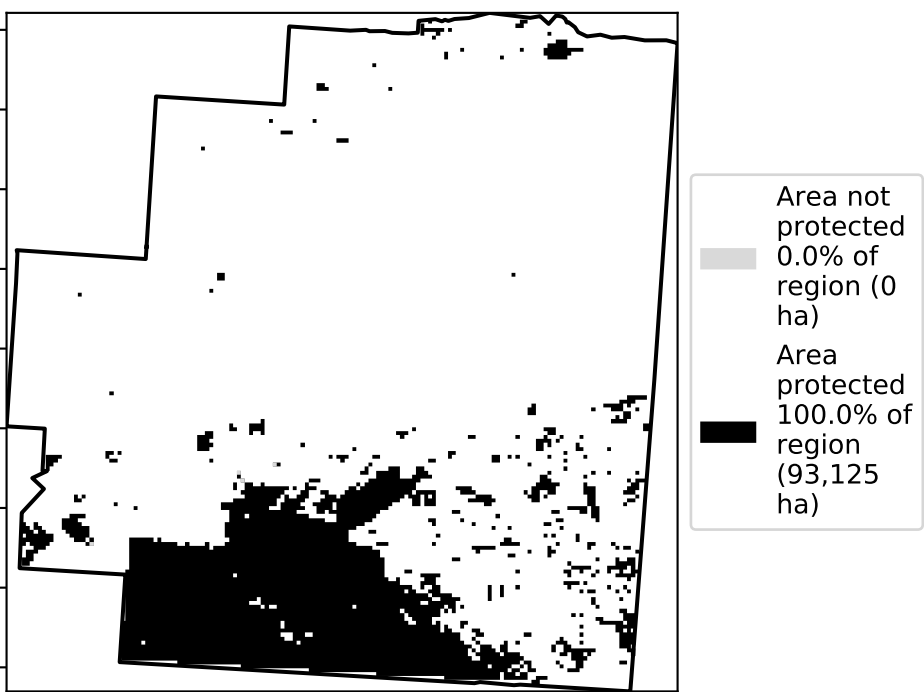 Area not
protected
0.0% of
region (0
ha)
Area
protected
100.0% of
region
(93,125
ha)